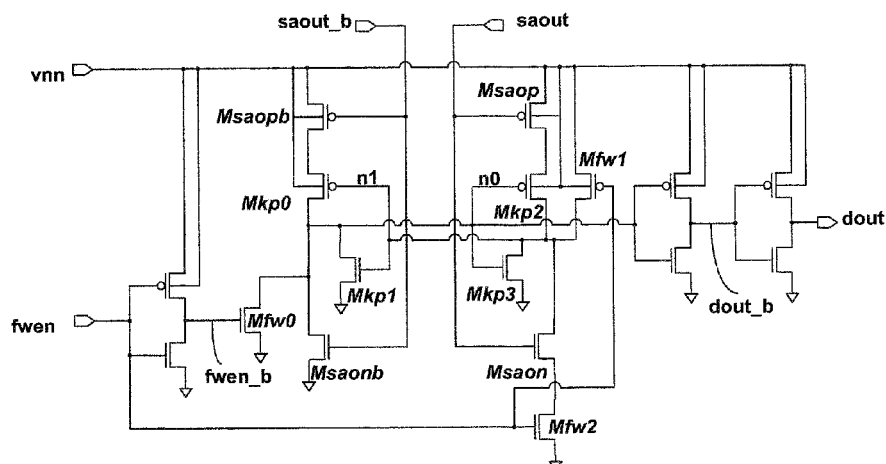 saout_b
saout
vnn
Msaop
Msaopb
Mfw1
n1
n0
Mkp0
Mkp2
dout
Mkp1
Mkp3
dout_b
fwen
Mfw0
fwen_b
Msaonb
Msaon
Mfw2